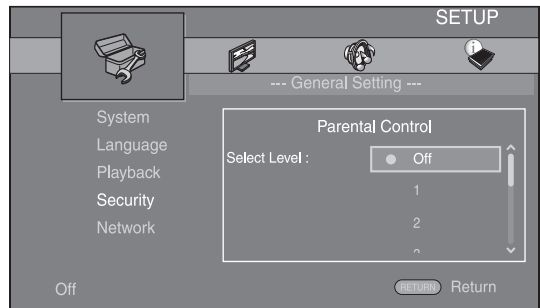 SETUP
--- General Setting ---
System
Language
Playback
Security
Network
Parental Control
Select Level :
Off
1
2
Off
RETURN Return